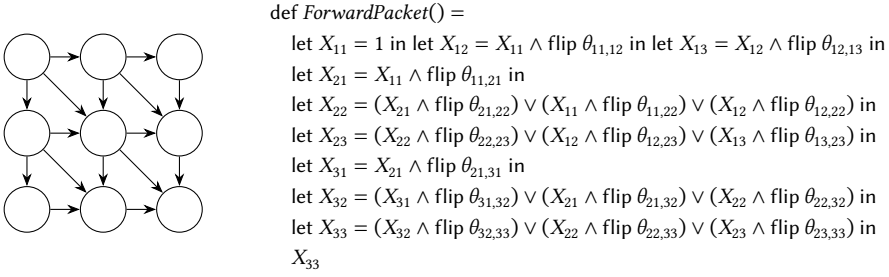 def ForwardPacket() =
let X₁₁ = 1 in let X₁₂ = X₁₁ ∧ flip θ₁₁,₁₂ in let X₁₃ = X₁₂ ∧ flip θ₁₂,₁₃ in
let X₂₁ = X₁₁ ∧ flip θ₁₁,₂₁ in
let X₂₂ = (X₂₁ ∧ flip θ₂₁,₂₂) ∨ (X₁₁ ∧ flip θ₁₁,₂₂) ∨ (X₁₂ ∧ flip θ₁₂,₂₂) in
let X₂₃ = (X₂₂ ∧ flip θ₂₂,₂₃) ∨ (X₁₂ ∧ flip θ₁₂,₂₃) ∨ (X₁₃ ∧ flip θ₁₃,₂₃) in
let X₃₁ = X₂₁ ∧ flip θ₂₁,₃₁ in
let X₃₂ = (X₃₁ ∧ flip θ₃₁,₃₂) ∨ (X₂₁ ∧ flip θ₂₁,₃₂) ∨ (X₂₂ ∧ flip θ₂₂,₃₂) in
let X₃₃ = (X₃₂ ∧ flip θ₃₂,₃₃) ∨ (X₂₂ ∧ flip θ₂₂,₃₃) ∨ (X₂₃ ∧ flip θ₂₃,₃₃) in
X₃₃